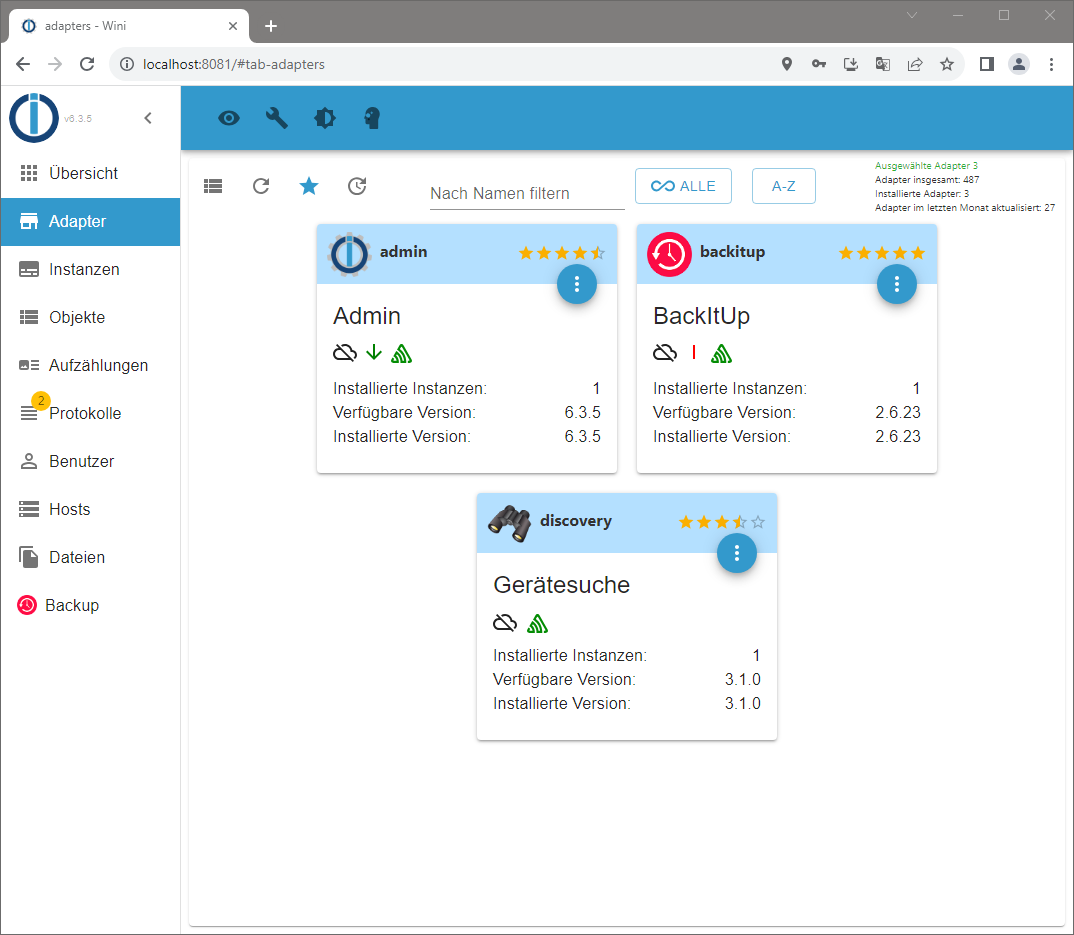 adapters - Wini
localhost:8081/#tab-adapters
v6.3.5
Übersicht
Adapter
Instanzen
Objekte
Aufzählungen
2
Protokolle
Benutzer
Hosts
Dateien
Backup
Nach Namen filtern
ALLE
A-Z
Ausgewählte Adapter 3
Adapter insgesamt: 487
Installierte Adapter: 3
Adapter im letzten Monat aktualisiert: 27
admin
Admin
Installierte Instanzen: 1
Verfügbare Version: 6.3.5
Installierte Version: 6.3.5
backitup
BackItUp
Installierte Instanzen: 1
Verfügbare Version: 2.6.23
Installierte Version: 2.6.23
discovery
Gerätesuche
Installierte Instanzen: 1
Verfügbare Version: 3.1.0
Installierte Version: 3.1.0